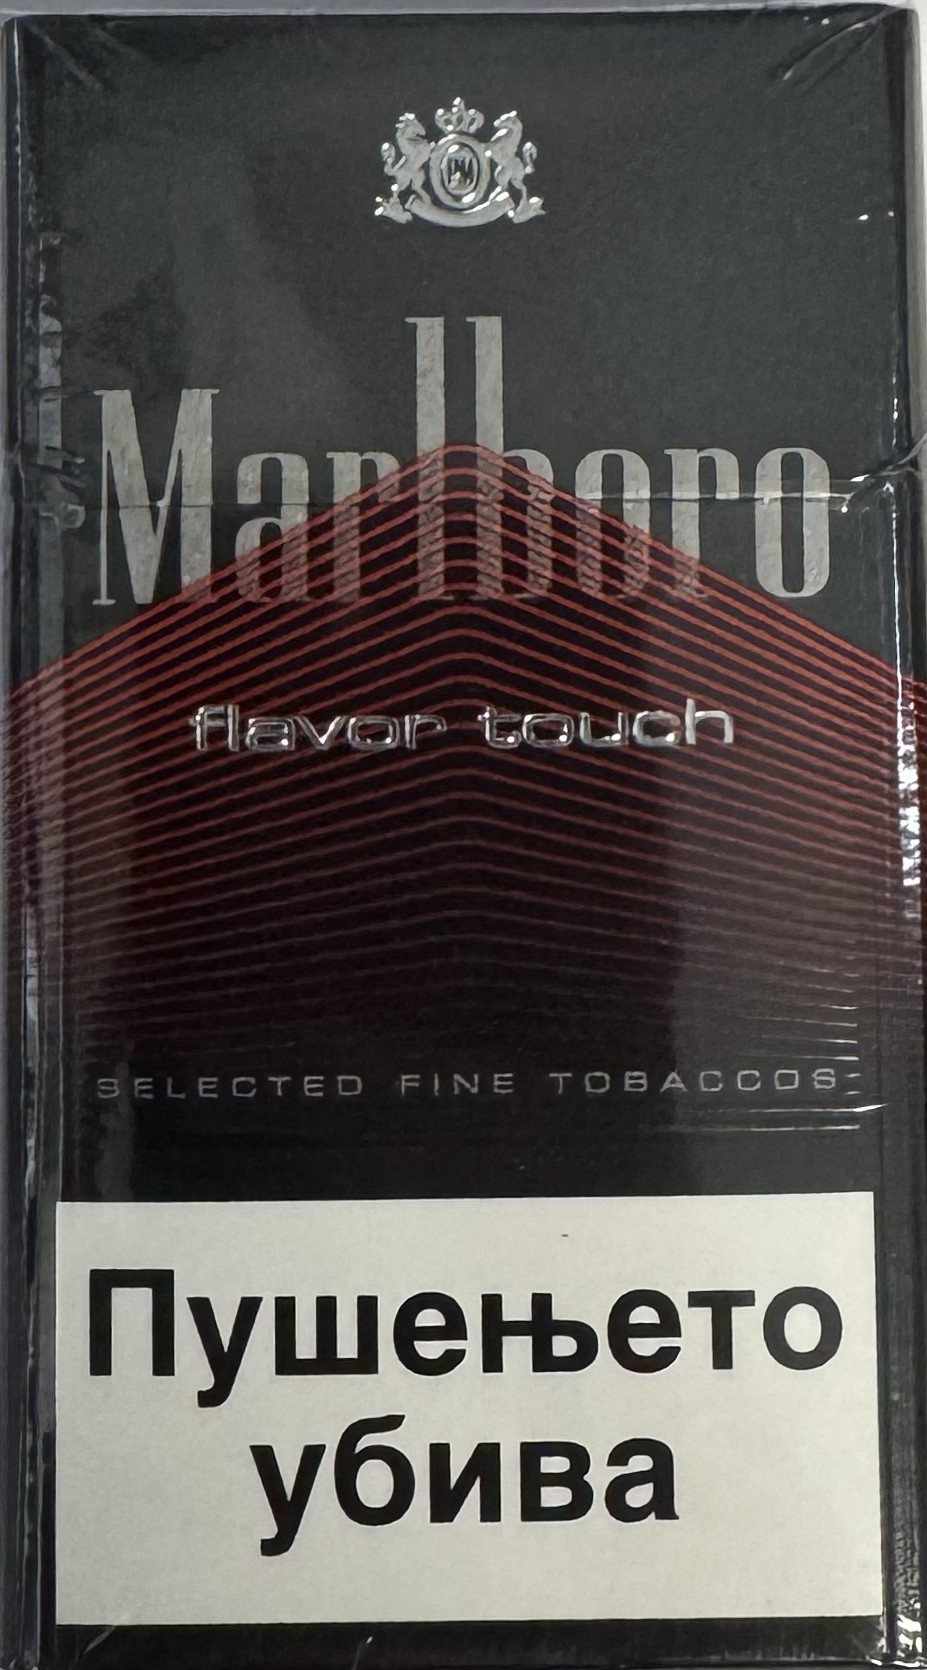 Marlboro
flavor touch
SELECTED FINE TOBACCOS
Пушењето
убива